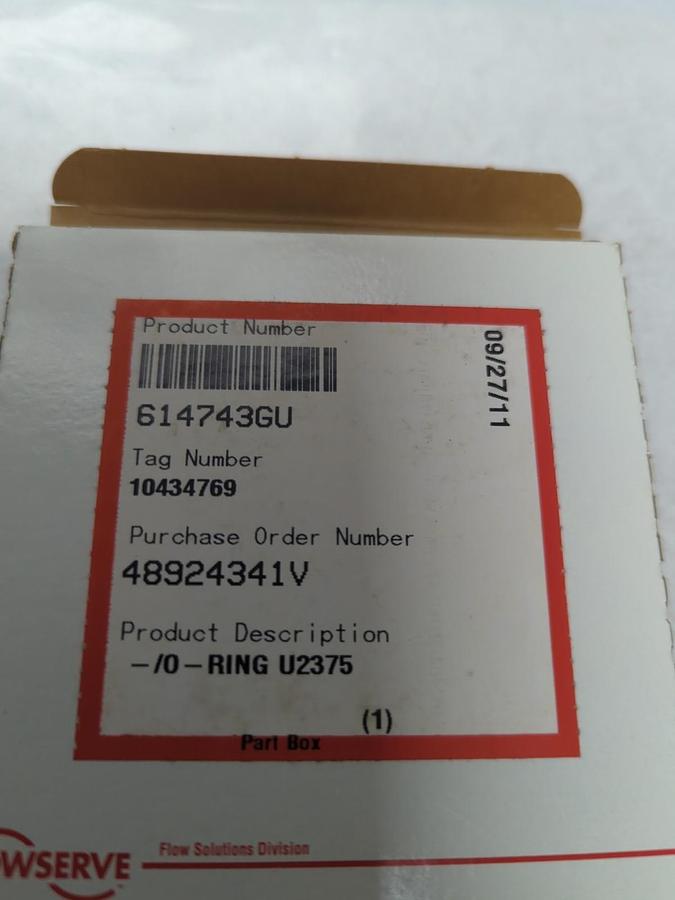 Product Number
09/27/11
614743GU
Tag Number
10434769
Purchase Order Number
48924341V
Product Description
–/O–RING U2375
(1)
Part Box
Flow Solutions Division
OWSERVE